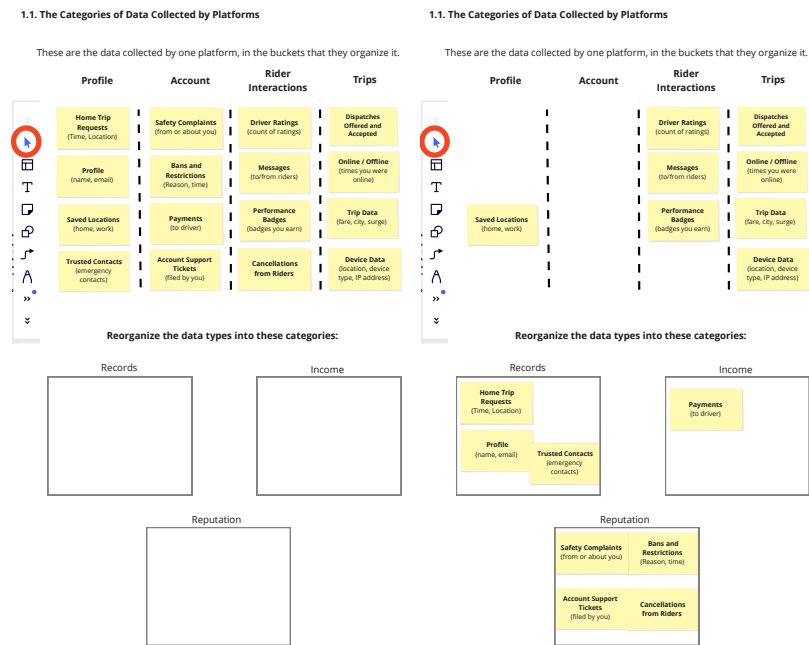 1.1. The Categories of Data Collected by Platforms
These are the data collected by one platform, in the buckets that they organize it.
Profile
Account
Rider
Interactions
Trips
Home Trip
Requests
(Time, Location)
Safety Complaints
(from or about you)
Driver Ratings
(count of ratings)
Dispatches
Offered and
Accepted
Profile
(name, email)
Bans and
Restrictions
(Reason, time)
Messages
(to/from riders)
Online / Offline
(times you were
online)
Saved Locations
(home, work)
Payments
(to driver)
Performance
Badges
(badges you earn)
Trip Data
(fare, city, surge)
Trusted Contacts
(emergency
contacts)
Account Support
Tickets
(filed by you)
Cancellations
from Riders
Device Data
(location, device
type, IP address)
Reorganize the data types into these categories:
Records
Income
Reputation
1.1. The Categories of Data Collected by Platforms
These are the data collected by one platform, in the buckets that they organize it.
Profile
Account
Rider
Interactions
Trips
Driver Ratings
(count of ratings)
Dispatches
Offered and
Accepted
Messages
(to/from riders)
Online / Offline
(times you were
online)
Saved Locations
(home, work)
Performance
Badges
(badges you earn)
Trip Data
(fare, city, surge)
Device Data
(location, device
type, IP address)
Reorganize the data types into these categories:
Records
Home Trip
Requests
(Time, Location)
Profile
(name, email)
Trusted Contacts
(emergency
contacts)
Income
Payments
(to driver)
Reputation
Safety Complaints
(from or about you)
Bans and
Restrictions
(Reason, time)
Account Support
Tickets
(filed by you)
Cancellations
from Riders